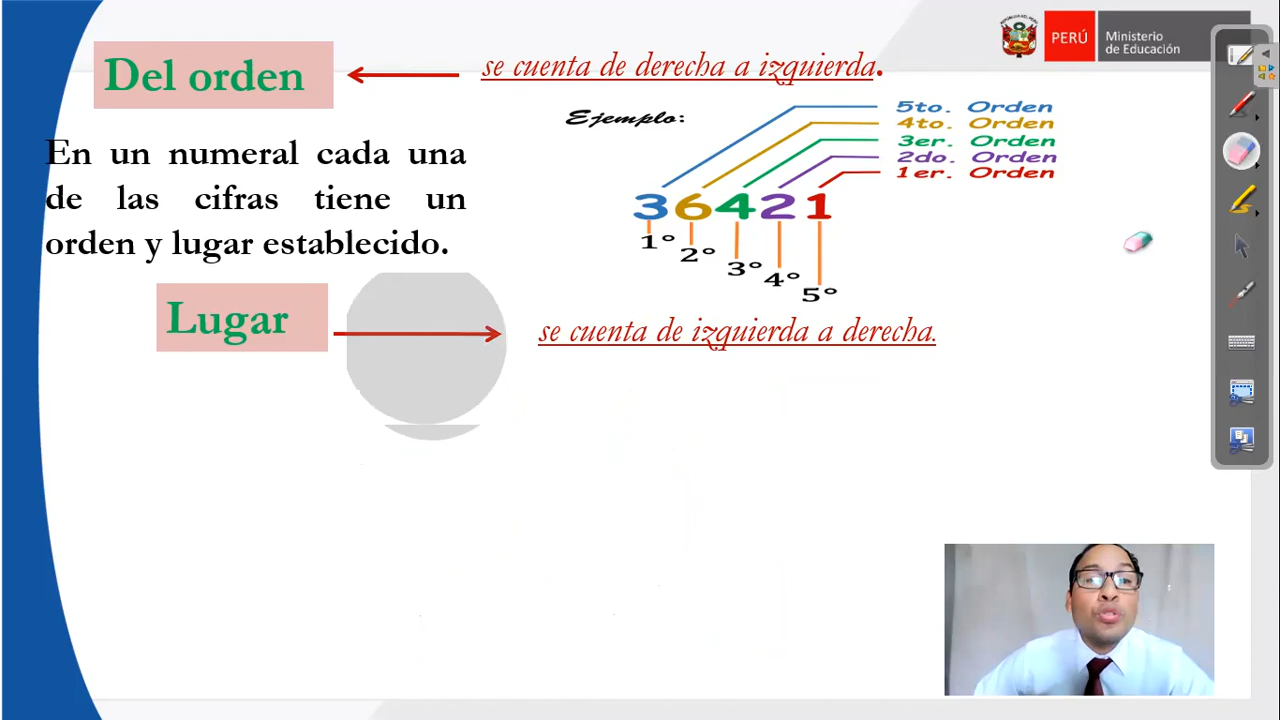 PERÚ
Ministerio
de Educación
Del orden
se cuenta de derecha a izquierda.
En un numeral cada una
de las cifras tiene un
orden y lugar establecido.
Ejemplo:
5to. Orden
4to. Orden
3er. Orden
2do. Orden
1er. Orden
36421
1°
2°
3°
4°
5°
Lugar
se cuenta de izquierda a derecha.